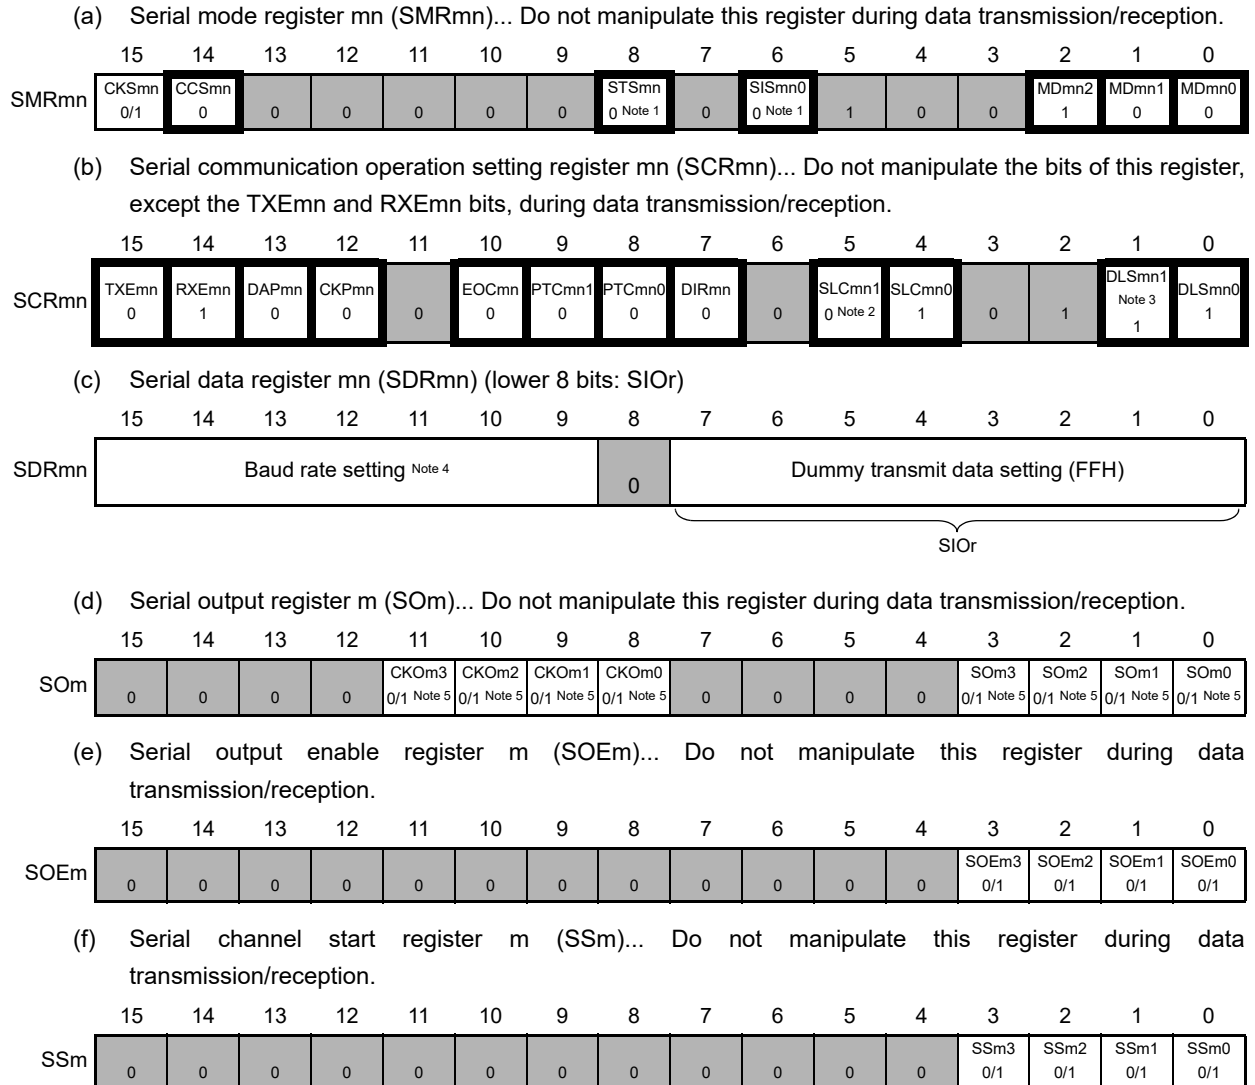 (a) Serial mode register mn (SMRmn)... Do not manipulate this register during data transmission/reception.
15 14 13 12 11 10 9 8 7 6 5 4 3 2 1 0
SMRmn CKSmn 0/1 CCSmn 0 0 0 0 0 0 STSmn 0 Note 1 0 SISmn0 0 Note 1 1 0 0 MDmn2 1 MDmn1 0 MDmn0 0
(b) Serial communication operation setting register mn (SCRmn)... Do not manipulate the bits of this register,
except the TXEmn and RXEmn bits, during data transmission/reception.
15 14 13 12 11 10 9 8 7 6 5 4 3 2 1 0
SCRmn TXEmn 0 RXEmn 1 DAPmn 0 CKPmn 0 0 EOCmn 0 PTCmn1 0 PTCmn0 0 DIRmn 0 0 SLCmn1 0 Note 2 SLCmn0 1 0 1 DLSmn1 Note 3 1 DLSmn0 1
(c) Serial data register mn (SDRmn) (lower 8 bits: SIOr)
15 14 13 12 11 10 9 8 7 6 5 4 3 2 1 0
SDRmn Baud rate setting Note 4 0 Dummy transmit data setting (FFH)
SIOr
(d) Serial output register m (SOm)... Do not manipulate this register during data transmission/reception.
15 14 13 12 11 10 9 8 7 6 5 4 3 2 1 0
SOm 0 0 0 0 CKOm3 0/1 Note 5 CKOm2 0/1 Note 5 CKOm1 0/1 Note 5 CKOm0 0/1 Note 5 0 0 0 0 SOm3 0/1 Note 5 SOm2 0/1 Note 5 SOm1 0/1 Note 5 SOm0 0/1 Note 5
(e) Serial output enable register m (SOEm)... Do not manipulate this register during data
transmission/reception.
15 14 13 12 11 10 9 8 7 6 5 4 3 2 1 0
SOEm 0 0 0 0 0 0 0 0 0 0 0 0 SOEm3 0/1 SOEm2 0/1 SOEm1 0/1 SOEm0 0/1
(f) Serial channel start register m (SSm)... Do not manipulate this register during data
transmission/reception.
15 14 13 12 11 10 9 8 7 6 5 4 3 2 1 0
SSm 0 0 0 0 0 0 0 0 0 0 0 0 SSm3 0/1 SSm2 0/1 SSm1 0/1 SSm0 0/1